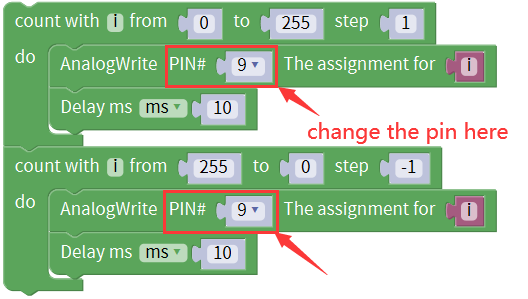 count with i from 0 to 255 step 1
do AnalogWrite PIN# 9 The assignment for i
Delay ms ms 10
change the pin here
count with i from 255 to 0 step -1
do AnalogWrite PIN# 9 The assignment for i
Delay ms ms 10